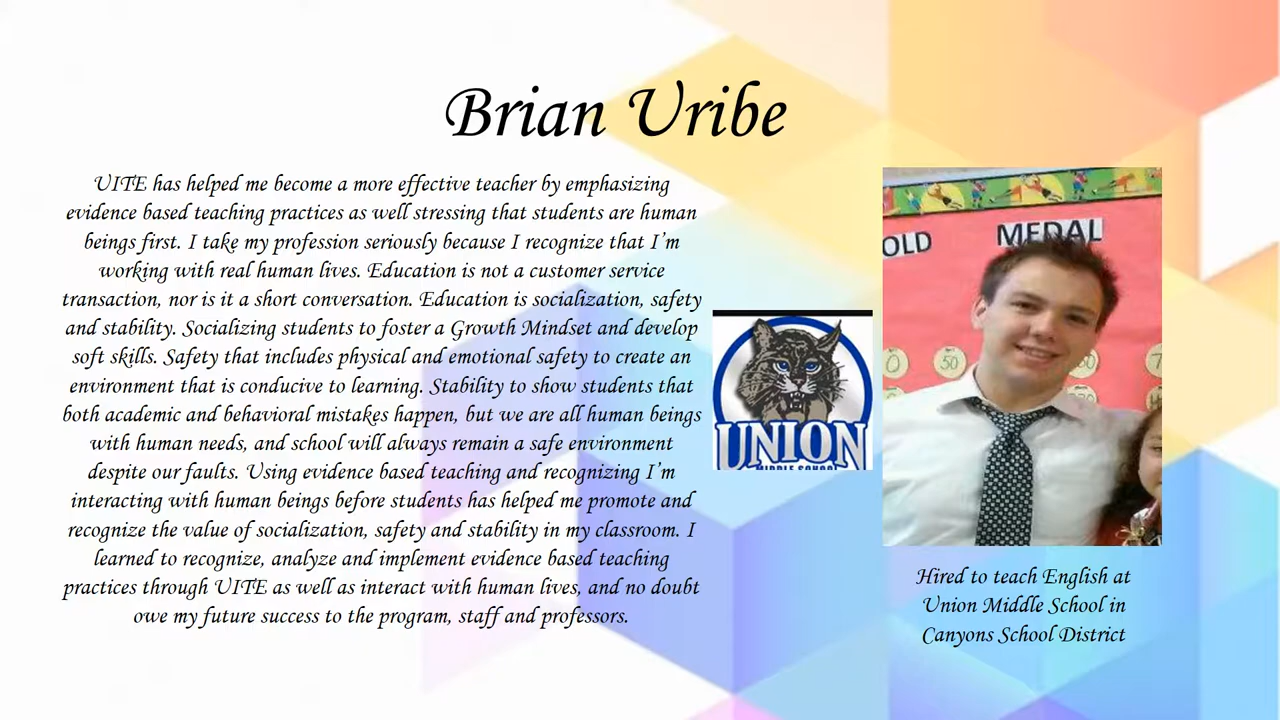 Brian Uribe
UITE has helped me become a more effective teacher by emphasizing
evidence based teaching practices as well stressing that students are human
beings first. I take my profession seriously because I recognize that I'm
working with real human lives. Education is not a customer service
transaction, nor is it a short conversation. Education is socialization, safety
and stability. Socializing students to foster a Growth Mindset and develop
soft skills. Safety that includes physical and emotional safety to create an
environment that is conducive to learning. Stability to show students that
both academic and behavioral mistakes happen, but we are all human beings
with human needs, and school will always remain a safe environment
despite our faults. Using evidence based teaching and recognizing I'm
interacting with human beings before students has helped me promote and
recognize the value of socialization, safety and stability in my classroom. I
learned to recognize, analyze and implement evidence based teaching
practices through UITE as well as interact with human lives, and no doubt
owe my future success to the program, staff and professors.
UNION
MIDDLE SCHOOL
OLD MEDAL
50
Hired to teach English at
Union Middle School in
Canyons School District